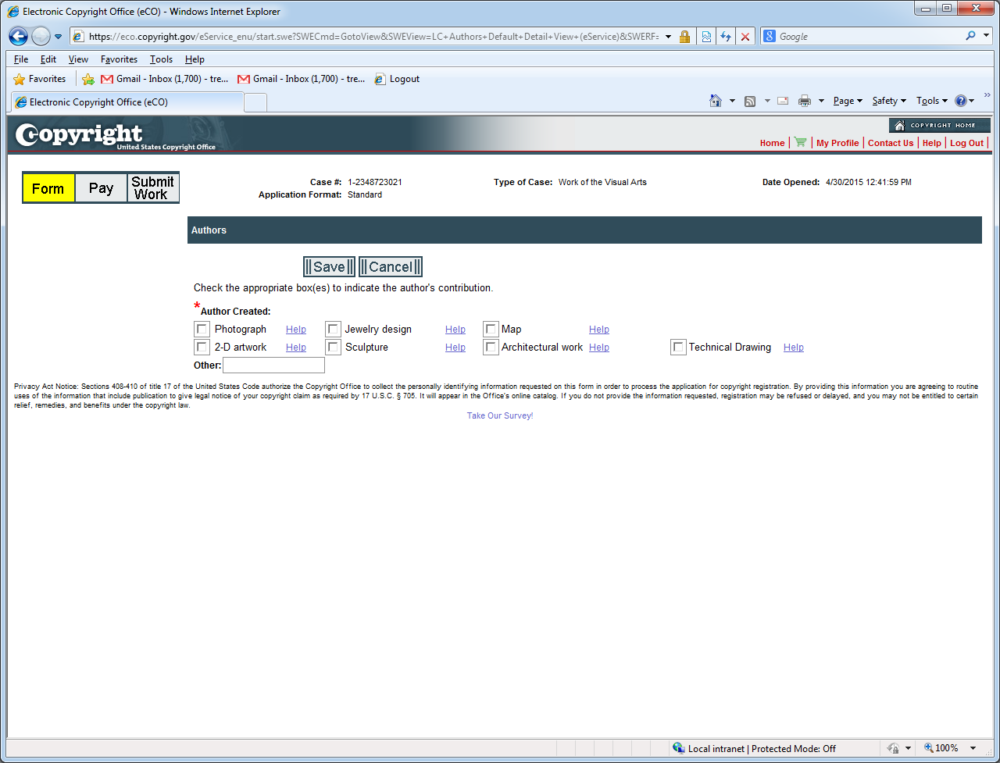 Electronic Copyright Office (eCO) - Windows Internet Explorer
https://eco.copyright.gov/eService_enu/start.swe?SWECmd=GotoView&SWEView=LC+Authors+Default+Detail+View+(eService)&SWERF=
Google
File Edit View Favorites Tools Help
Favorites Gmail - Inbox (1,700) - tre... Gmail - Inbox (1,700) - tre... Logout
Electronic Copyright Office (eCO)
Page Safety Tools
Copyright
United States Copyright Office
COPYRIGHT HOME
Home | | My Profile | Contact Us | Help | Log Out |
Form Pay Submit Work
Case #: 1-2348723021 Type of Case: Work of the Visual Arts Date Opened: 4/30/2015 12:41:59 PM
Application Format: Standard
Authors
Save Cancel
Check the appropriate box(es) to indicate the author's contribution.
*Author Created:
Photograph Help Jewelry design Help Map Help
2-D artwork Help Sculpture Help Architectural work Help Technical Drawing Help
Other:
Privacy Act Notice: Sections 408-410 of title 17 of the United States Code authorize the Copyright Office to collect the personally identifying information requested on this form in order to process the application for copyright registration. By providing this information you are agreeing to routine
uses of the information that include publication to give legal notice of your copyright claim as required by 17 U.S.C. § 705. It will appear in the Office's online catalog. If you do not provide the information requested, registration may be refused or delayed, and you may not be entitled to certain
relief, remedies, and benefits under the copyright law.
Take Our Survey!
Local intranet | Protected Mode: Off
100%